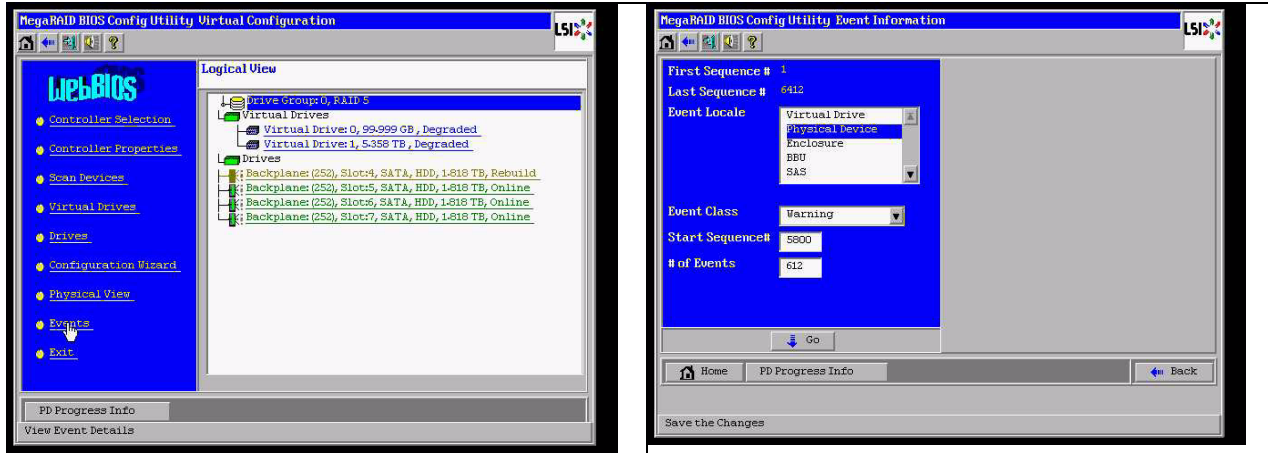 MegaRAID BIOS Config Utility Virtual Configuration
LSI
WebBIOS
Controller Selection
Controller Properties
Scan Devices
Virtual Drives
Drives
Configuration Wizard
Physical View
Events
Exit
Logical View
Drive Group: 0, RAID 5
Virtual Drives
Virtual Drive: 0, 99.999 GB, Degraded
Virtual Drive: 1, 5.358 TB, Degraded
Drives
Backplane: (252), Slot:4, SATA, HDD, 1.818 TB, Rebuild
Backplane: (252), Slot:5, SATA, HDD, 1.818 TB, Online
Backplane: (252), Slot:6, SATA, HDD, 1.818 TB, Online
Backplane: (252), Slot:7, SATA, HDD, 1.818 TB, Online
PD Progress Info
View Event Details
MegaRAID BIOS Config Utility Event Information
LSI
First Sequence # 1
Last Sequence # 6412
Event Locale
Virtual Drive
Physical Device
Enclosure
BBU
SAS
Event Class Warning
Start Sequence# 5800
# of Events 612
Go
Home PD Progress Info Back
Save the Changes